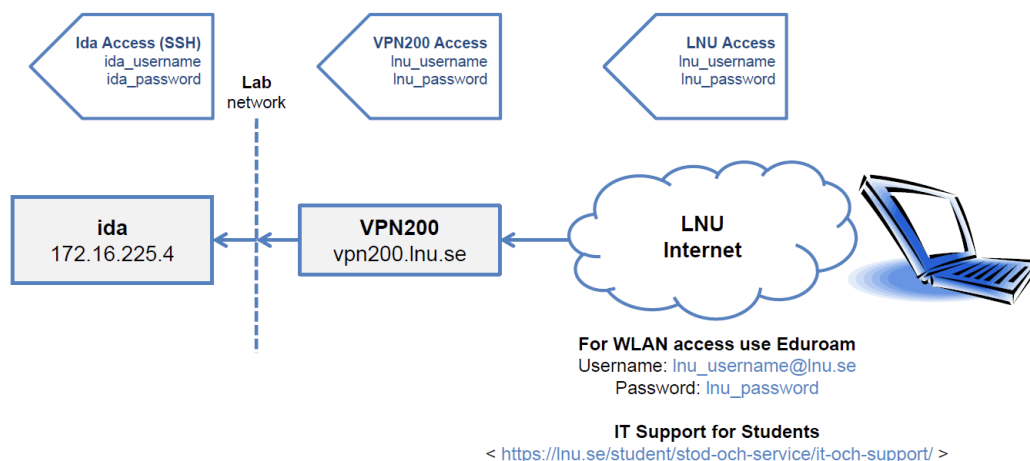 Ida Access (SSH)
ida_username
ida_password
Lab
network
VPN200 Access
lnu_username
lnu_password
LNU Access
lnu_username
lnu_password
ida
172.16.225.4
VPN200
vpn200.lnu.se
LNU
Internet
For WLAN access use Eduroam
Username: lnu_username@lnu.se
Password: lnu_password
IT Support for Students
< https://lnu.se/student/stod-och-service/it-och-support/ >